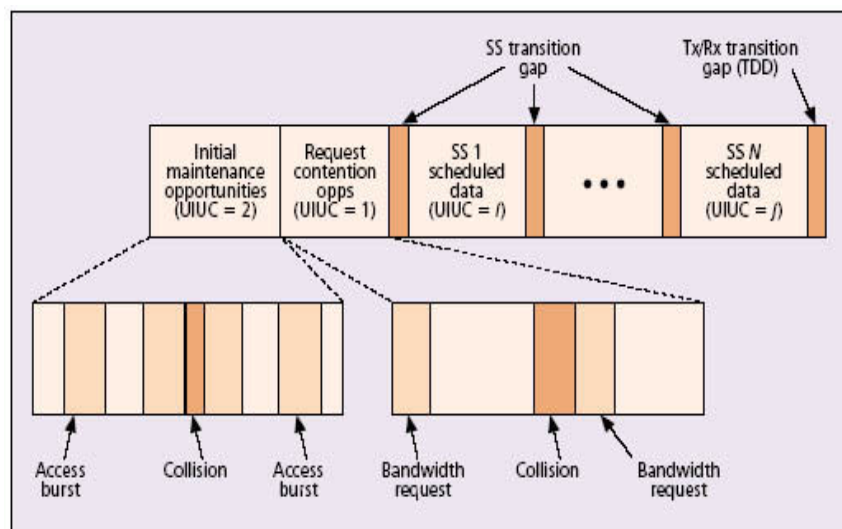 SS transition
gap
Tx/Rx transition
gap (TDD)
Initial
maintenance
opportunities
(UIUC = 2)
Request
contention
opps
(UIUC = 1)
SS 1
scheduled
data
(UIUC = i)
•••
SS N
scheduled
data
(UIUC = j)
Access
burst
Collision
Access
burst
Bandwidth
request
Collision
Bandwidth
request